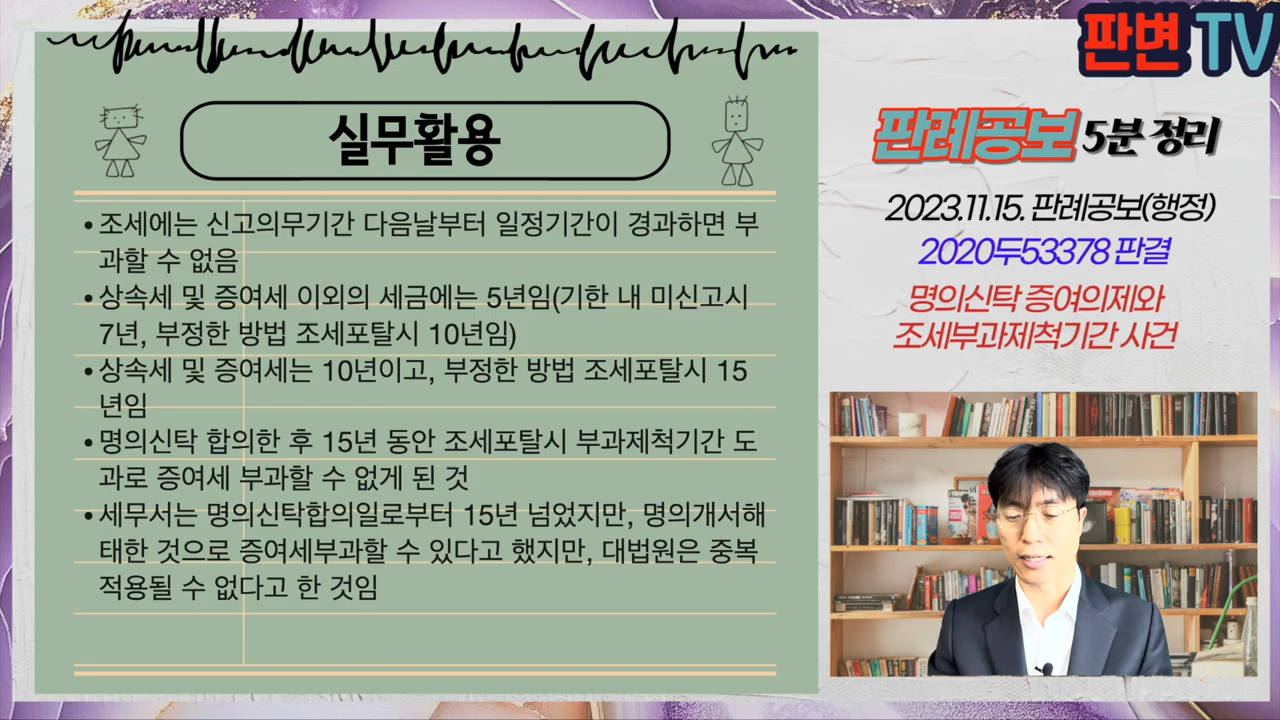 판변 TV
실무활용
• 조세에는 신고의무기간 다음날부터 일정기간이 경과하면 부
과할 수 없음
• 상속세 및 증여세 이외의 세금에는 5년임(기한 내 미신고시
7년, 부정한 방법 조세포탈시 10년임)
• 상속세 및 증여세는 10년이고, 부정한 방법 조세포탈시 15
년임
• 명의신탁 합의한 후 15년 동안 조세포탈시 부과제척기간 도
과로 증여세 부과할 수 없게 된 것
• 세무서는 명의신탁합의일로부터 15년 넘었지만, 명의개서해
태한 것으로 증여세부과할 수 있다고 했지만, 대법원은 중복
적용될 수 없다고 한 것임
판례공보 5분 정리
2023.11.15. 판례공보(행정)
2020두53378 판결
명의신탁 증여의제와
조세부과제척기간 사건